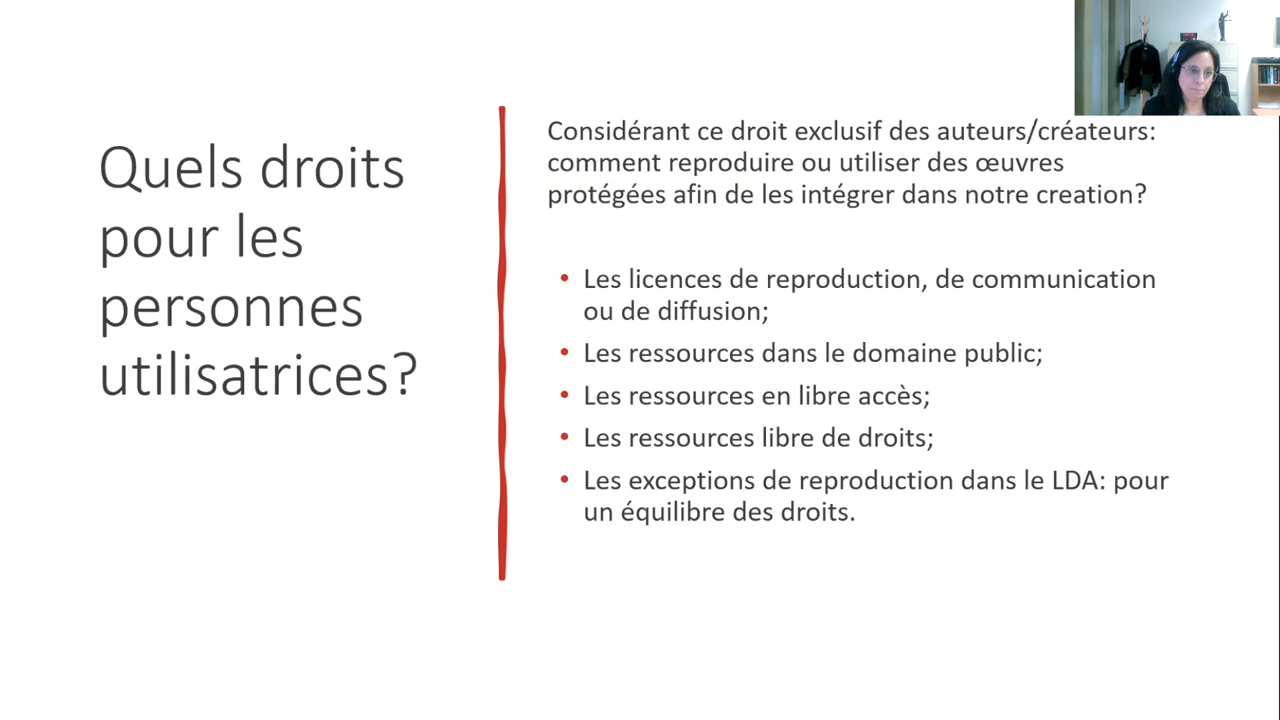 Quels droits
pour les
personnes
utilisatrices?
Considérant ce droit exclusif des auteurs/créateurs:
comment reproduire ou utiliser des œuvres
protégées afin de les intégrer dans notre creation?
• Les licences de reproduction, de communication
ou de diffusion;
• Les ressources dans le domaine public;
• Les ressources en libre accès;
• Les ressources libre de droits;
• Les exceptions de reproduction dans le LDA: pour
un équilibre des droits.